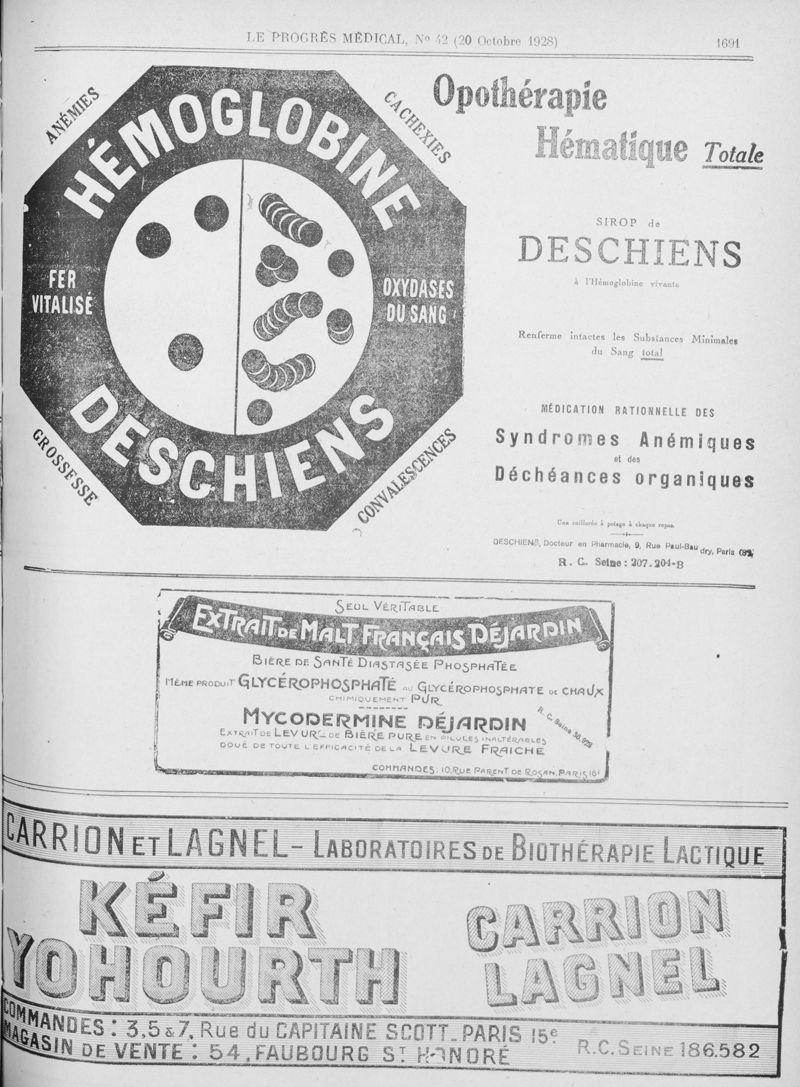 LE PROGRÈS MÉDICAL, No 42 (20 Octobre 1928)
1691
ANÉMIES
CACHEXIES
HÉMOGLOBINE
FER
VITALISÉ
OXYDASES
DU SANG
DESCHIENS
GROSSESSE
CONVALESCENCES
Opothérapie
Hématique Totale
SIROP de
DESCHIENS
à l'Hémoglobine vivante
Renferme intactes les Substances Minimales
du Sang total
MÉDICATION RATIONNELLE DES
Syndromes Anémiques
et des
Déchéances organiques
Une cuillerée à potage à chaque repas.
DESCHIENS, Docteur en Pharmacie, 9, Rue Paul-Baudry, Paris (8e)
R. C. Seine : 207.204-B
SEUL VÉRITABLE
EXTRAIT DE MALT FRANÇAIS DÉJARDIN
BIÈRE DE SANTÉ DIASTASÉE PHOSPHATÉE
MÊME PRODUIT GLYCÉROPHOSPHATÉ AU GLYCÉROPHOSPHATE DE CHAUX
CHIMIQUEMENT PUR
MYCODERMINE DÉJARDIN
R. C. Seine
EXTRAIT DE LEVURE DE BIÈRE PURE EN PILULES INALTÉRABLES
DOUÉ DE TOUTE L'EFFICACITÉ DE LA LEVURE FRAICHE
COMMANDES : 10, RUE PARENT DE ROSAN, PARIS 16e
CARRION ET LAGNEL - LABORATOIRES DE BIOTHÉRAPIE LACTIQUE
KÉFIR
YOHOURTH
CARRION
LAGNEL
COMMANDES : 3,5 & 7, Rue du CAPITAINE SCOTT_PARIS 15e
MAGASIN DE VENTE : 54, FAUBOURG ST HONORÉ
R.C. SEINE 186.582